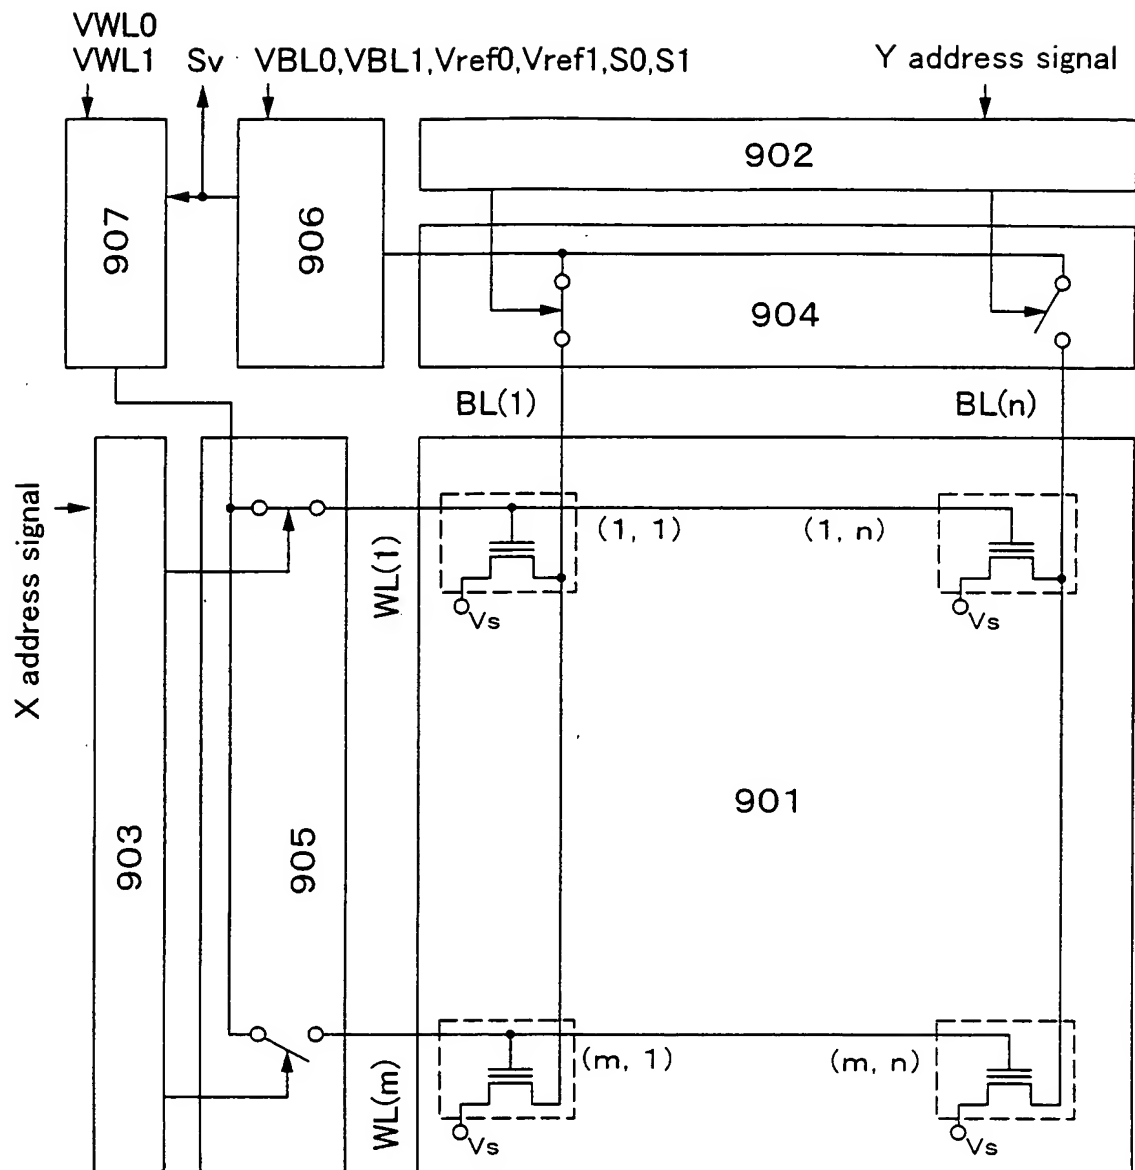 VWL0
VWL1 Sv VBL0,VBL1,Vref0,Vref1,S0,S1 Y address signal
902
907
906
904
BL(1)
BL(n)
X address signal
WL(1)
(1, 1)
(1, n)
Vs
Vs
901
903
905
WL(m)
(m, 1)
(m, n)
Vs
Vs